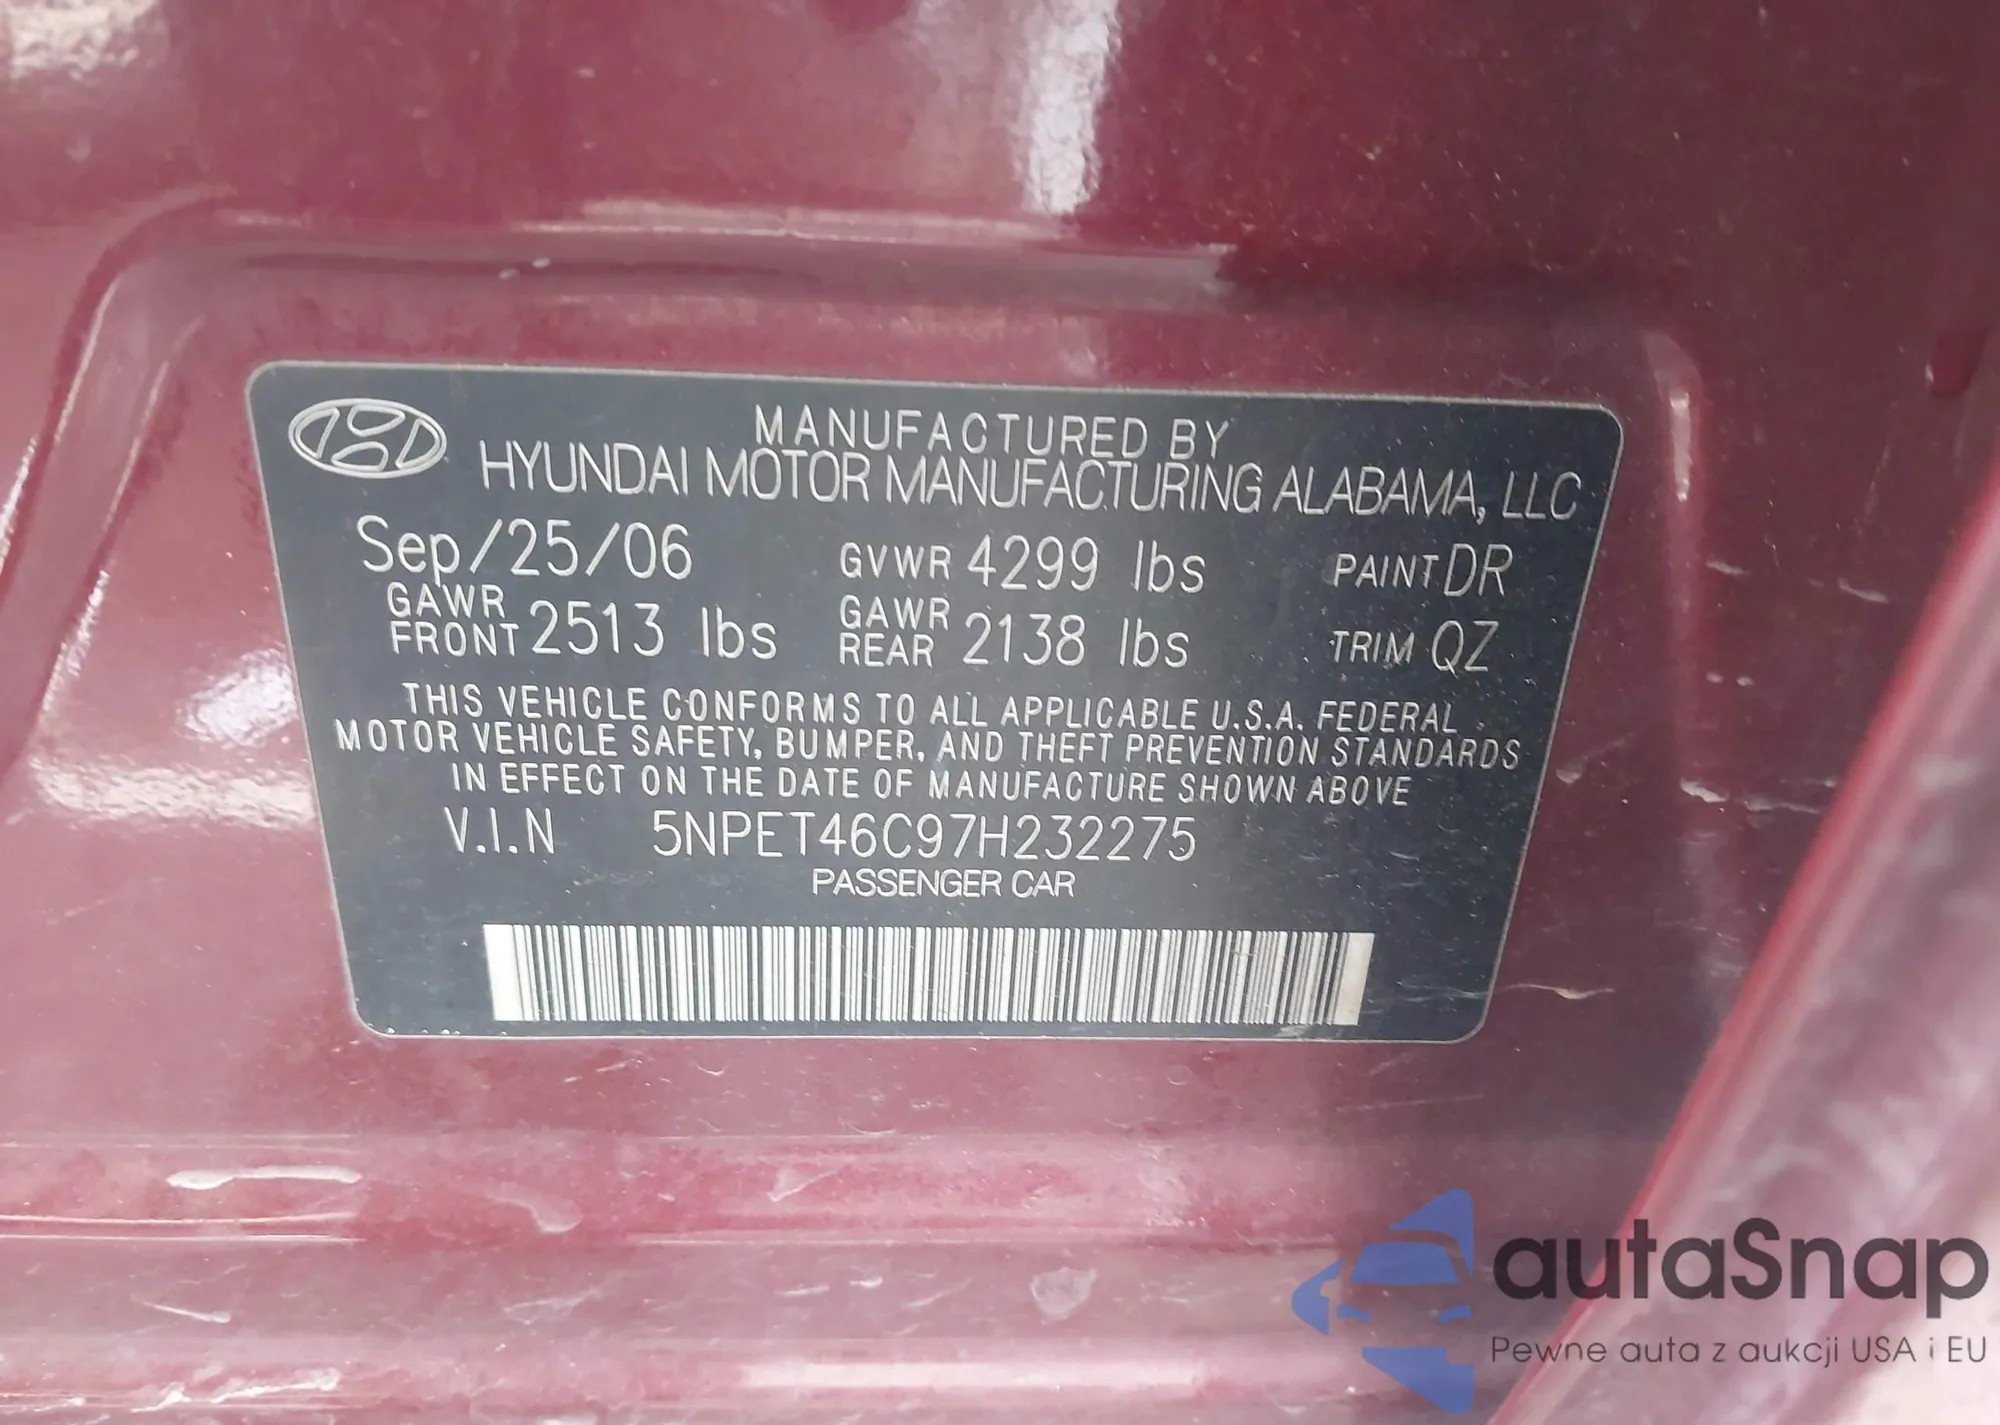 MANUFACTURED BY
HYUNDAI MOTOR MANUFACTURING ALABAMA, LLC
Sep/25/06 GVWR 4299 lbs PAINT DR
GAWR FRONT 2513 lbs GAWR REAR 2138 lbs TRIM QZ
THIS VEHICLE CONFORMS TO ALL APPLICABLE U.S.A. FEDERAL
MOTOR VEHICLE SAFETY, BUMPER, AND THEFT PREVENTION STANDARDS
IN EFFECT ON THE DATE OF MANUFACTURE SHOWN ABOVE
V.I.N 5NPET46C97H232275
PASSENGER CAR
autaSnap
Pewne auta z aukcji USA i EU